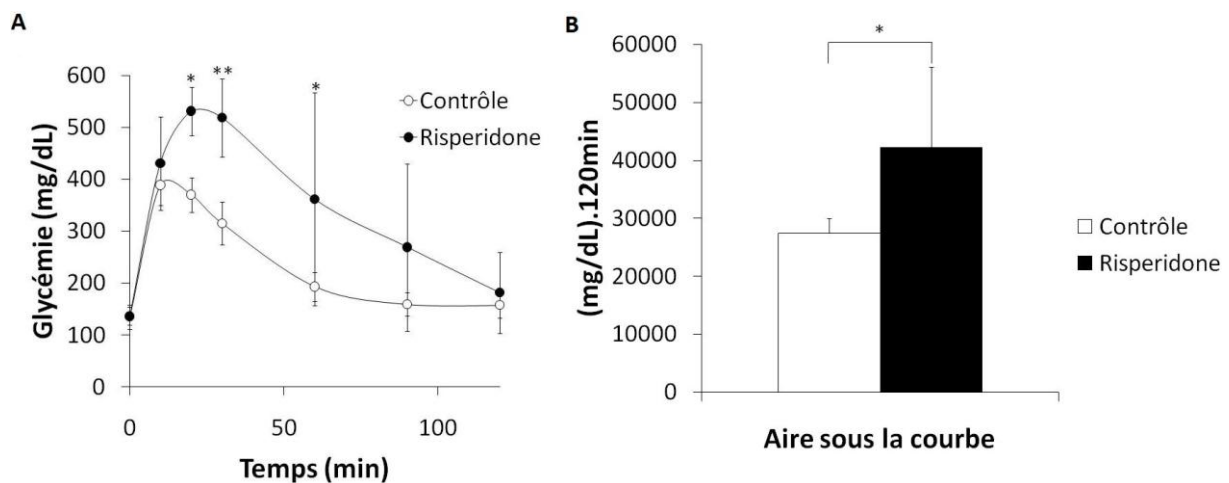 A
Glycémie (mg/dL)
600
500
400
300
200
100
0
* ** *
Contrôle
Risperidone
0 50 100
Temps (min)
B
(mg/dL).120min
60000
50000
40000
30000
20000
10000
0
*
Contrôle
Risperidone
Aire sous la courbe